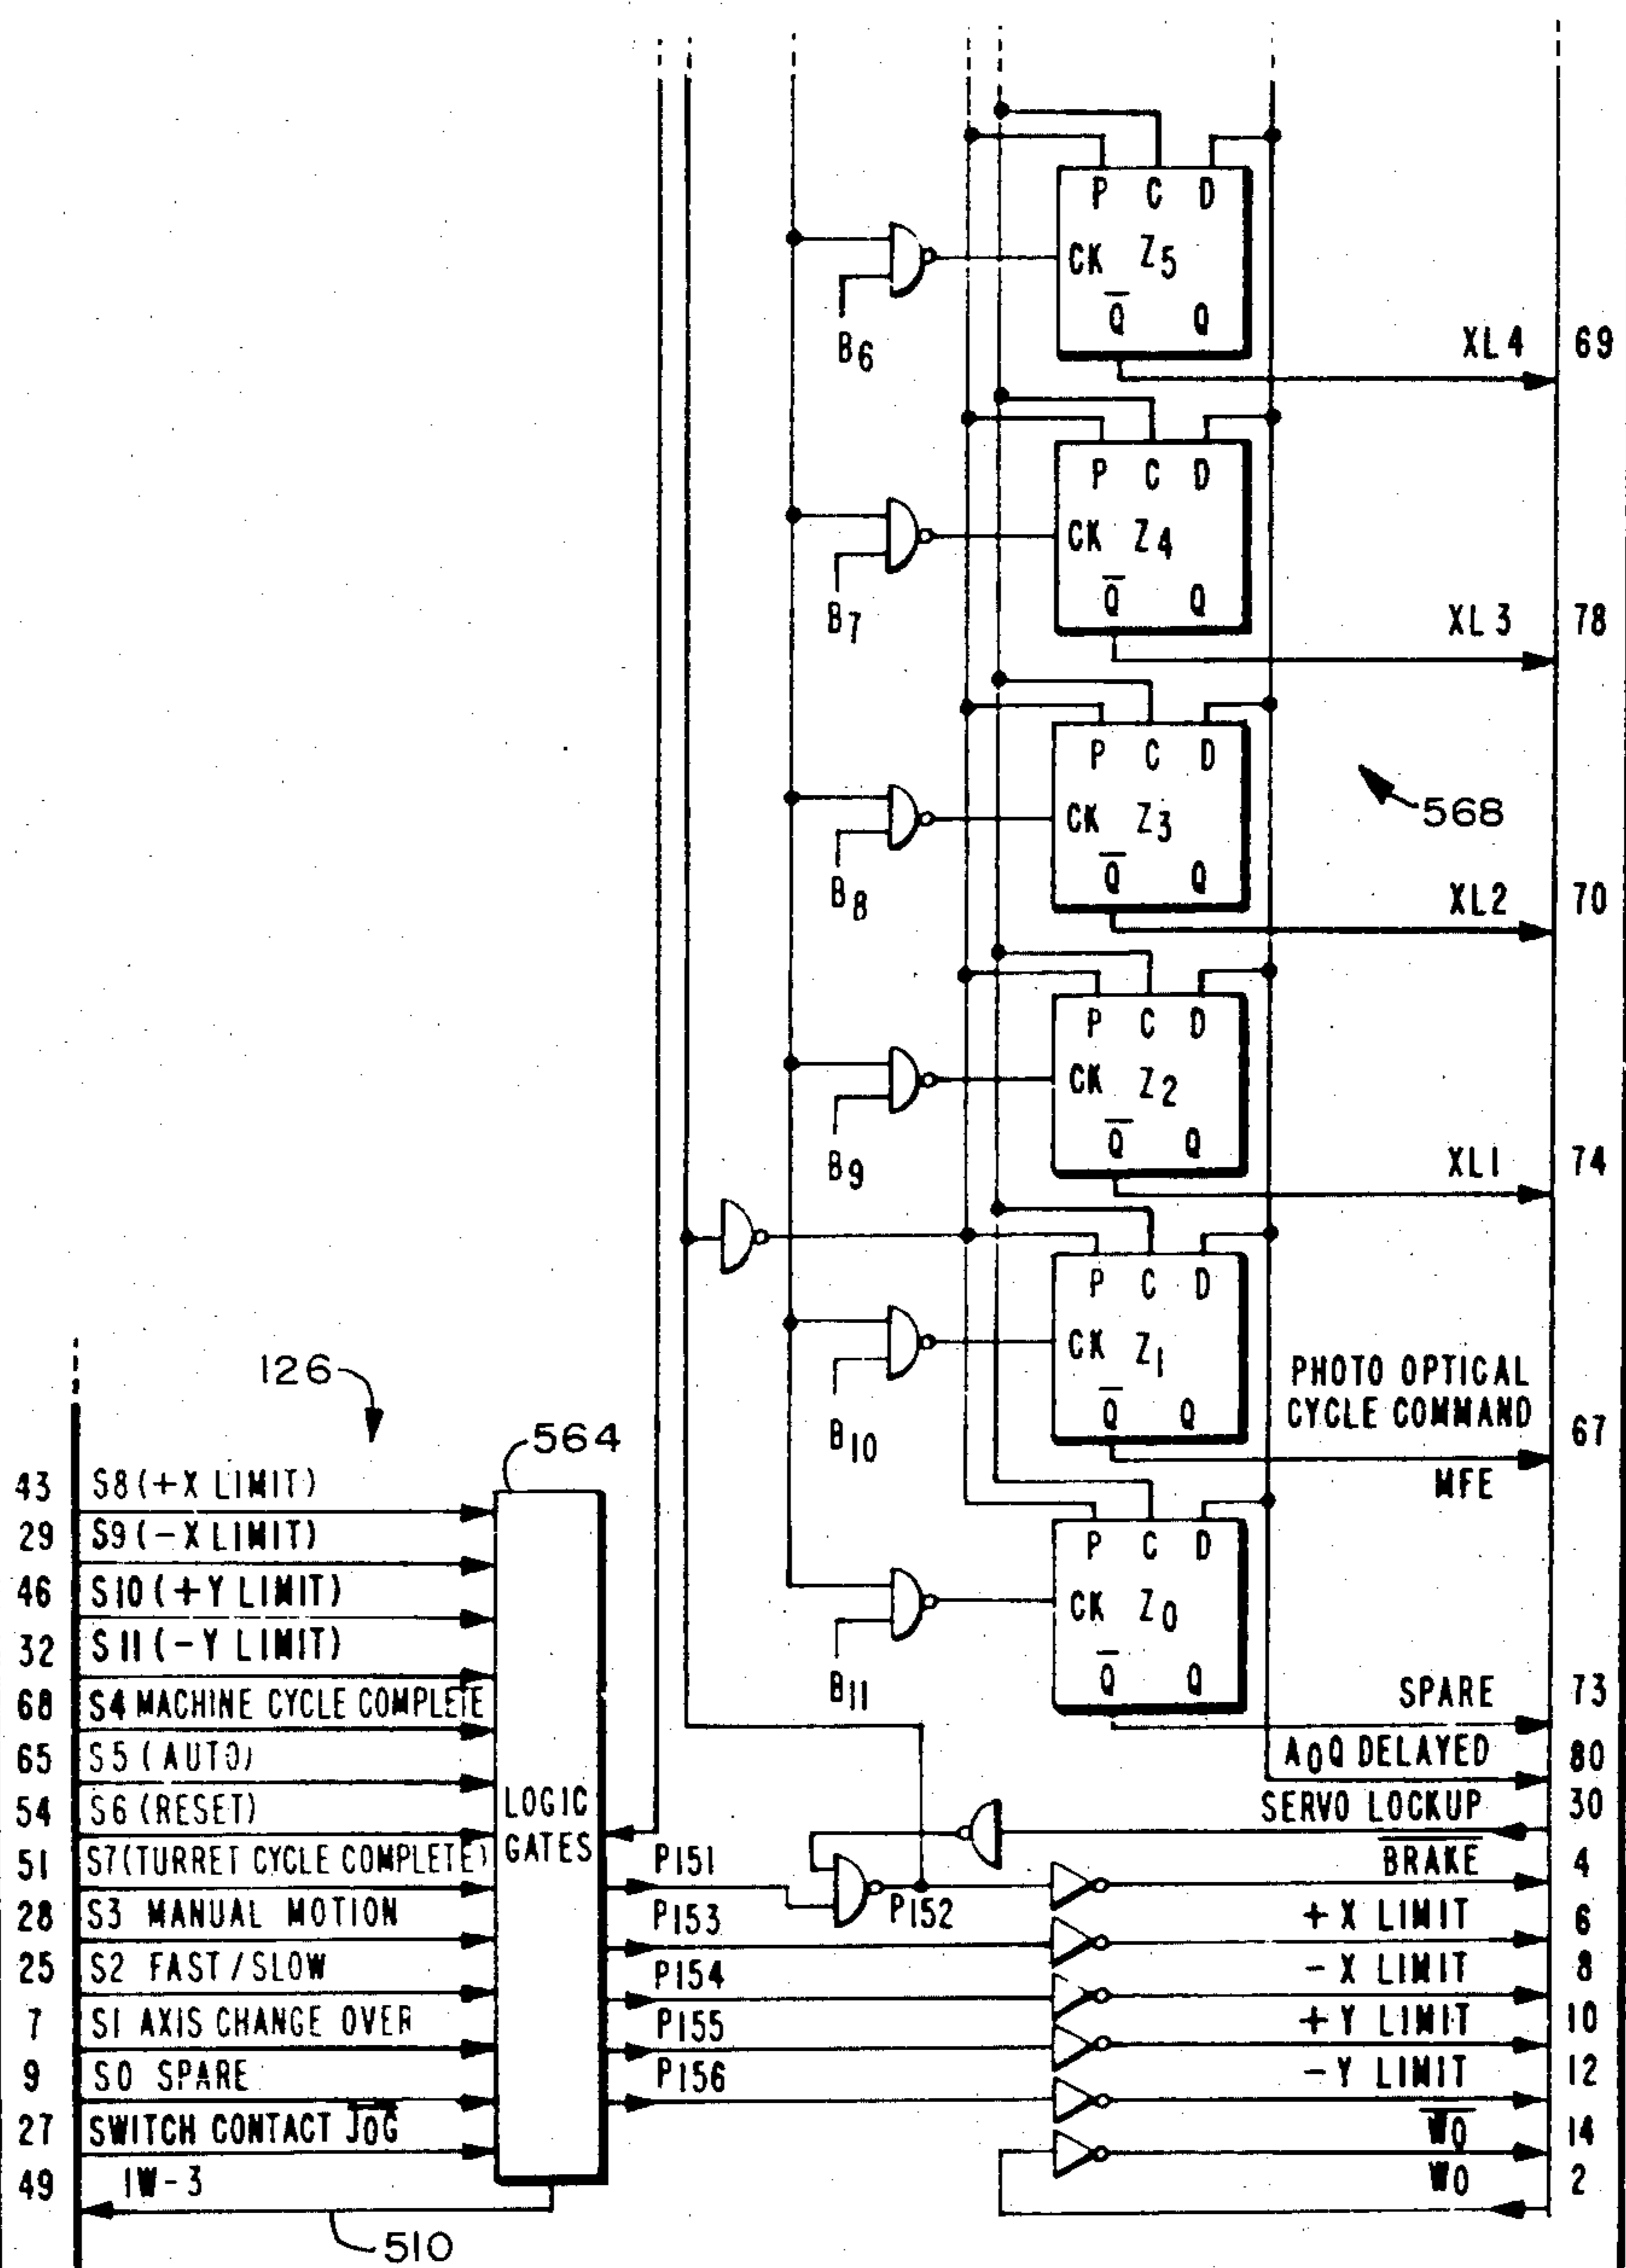 P C D
CK Z5
Q̅ Q
B6
XL4 69
P C D
CK Z4
Q̅ Q
B7
XL3 78
P C D
CK Z3
Q̅ Q
568
B8
XL2 70
P C D
CK Z2
Q̅ Q
B9
XL1 74
P C D
CK Z1
Q̅ Q
B10
PHOTO OPTICAL
CYCLE COMMAND
67
MFE
P C D
CK Z0
Q̅ Q
B11
SPARE 73
A0Q DELAYED 80
SERVO LOCKUP 30
B̅R̅A̅K̅E̅ 4
+X LIMIT 6
-X LIMIT 8
+Y LIMIT 10
-Y LIMIT 12
W̅0̅ 14
W0 2
126
564
43 S8 (+X LIMIT)
29 S9 (-X LIMIT)
46 S10 (+Y LIMIT)
32 S11 (-Y LIMIT)
68 S4 MACHINE CYCLE COMPLETE
65 S5 (AUTO)
54 S6 (RESET)
51 S7 (TURRET CYCLE COMPLETE)
28 S3 MANUAL MOTION
25 S2 FAST/SLOW
7 S1 AXIS CHANGE OVER
9 S0 SPARE
27 SWITCH CONTACT J̅O̅G̅
49 IW-3
510
LOGIC
GATES
P151
P152
P153
P154
P155
P156